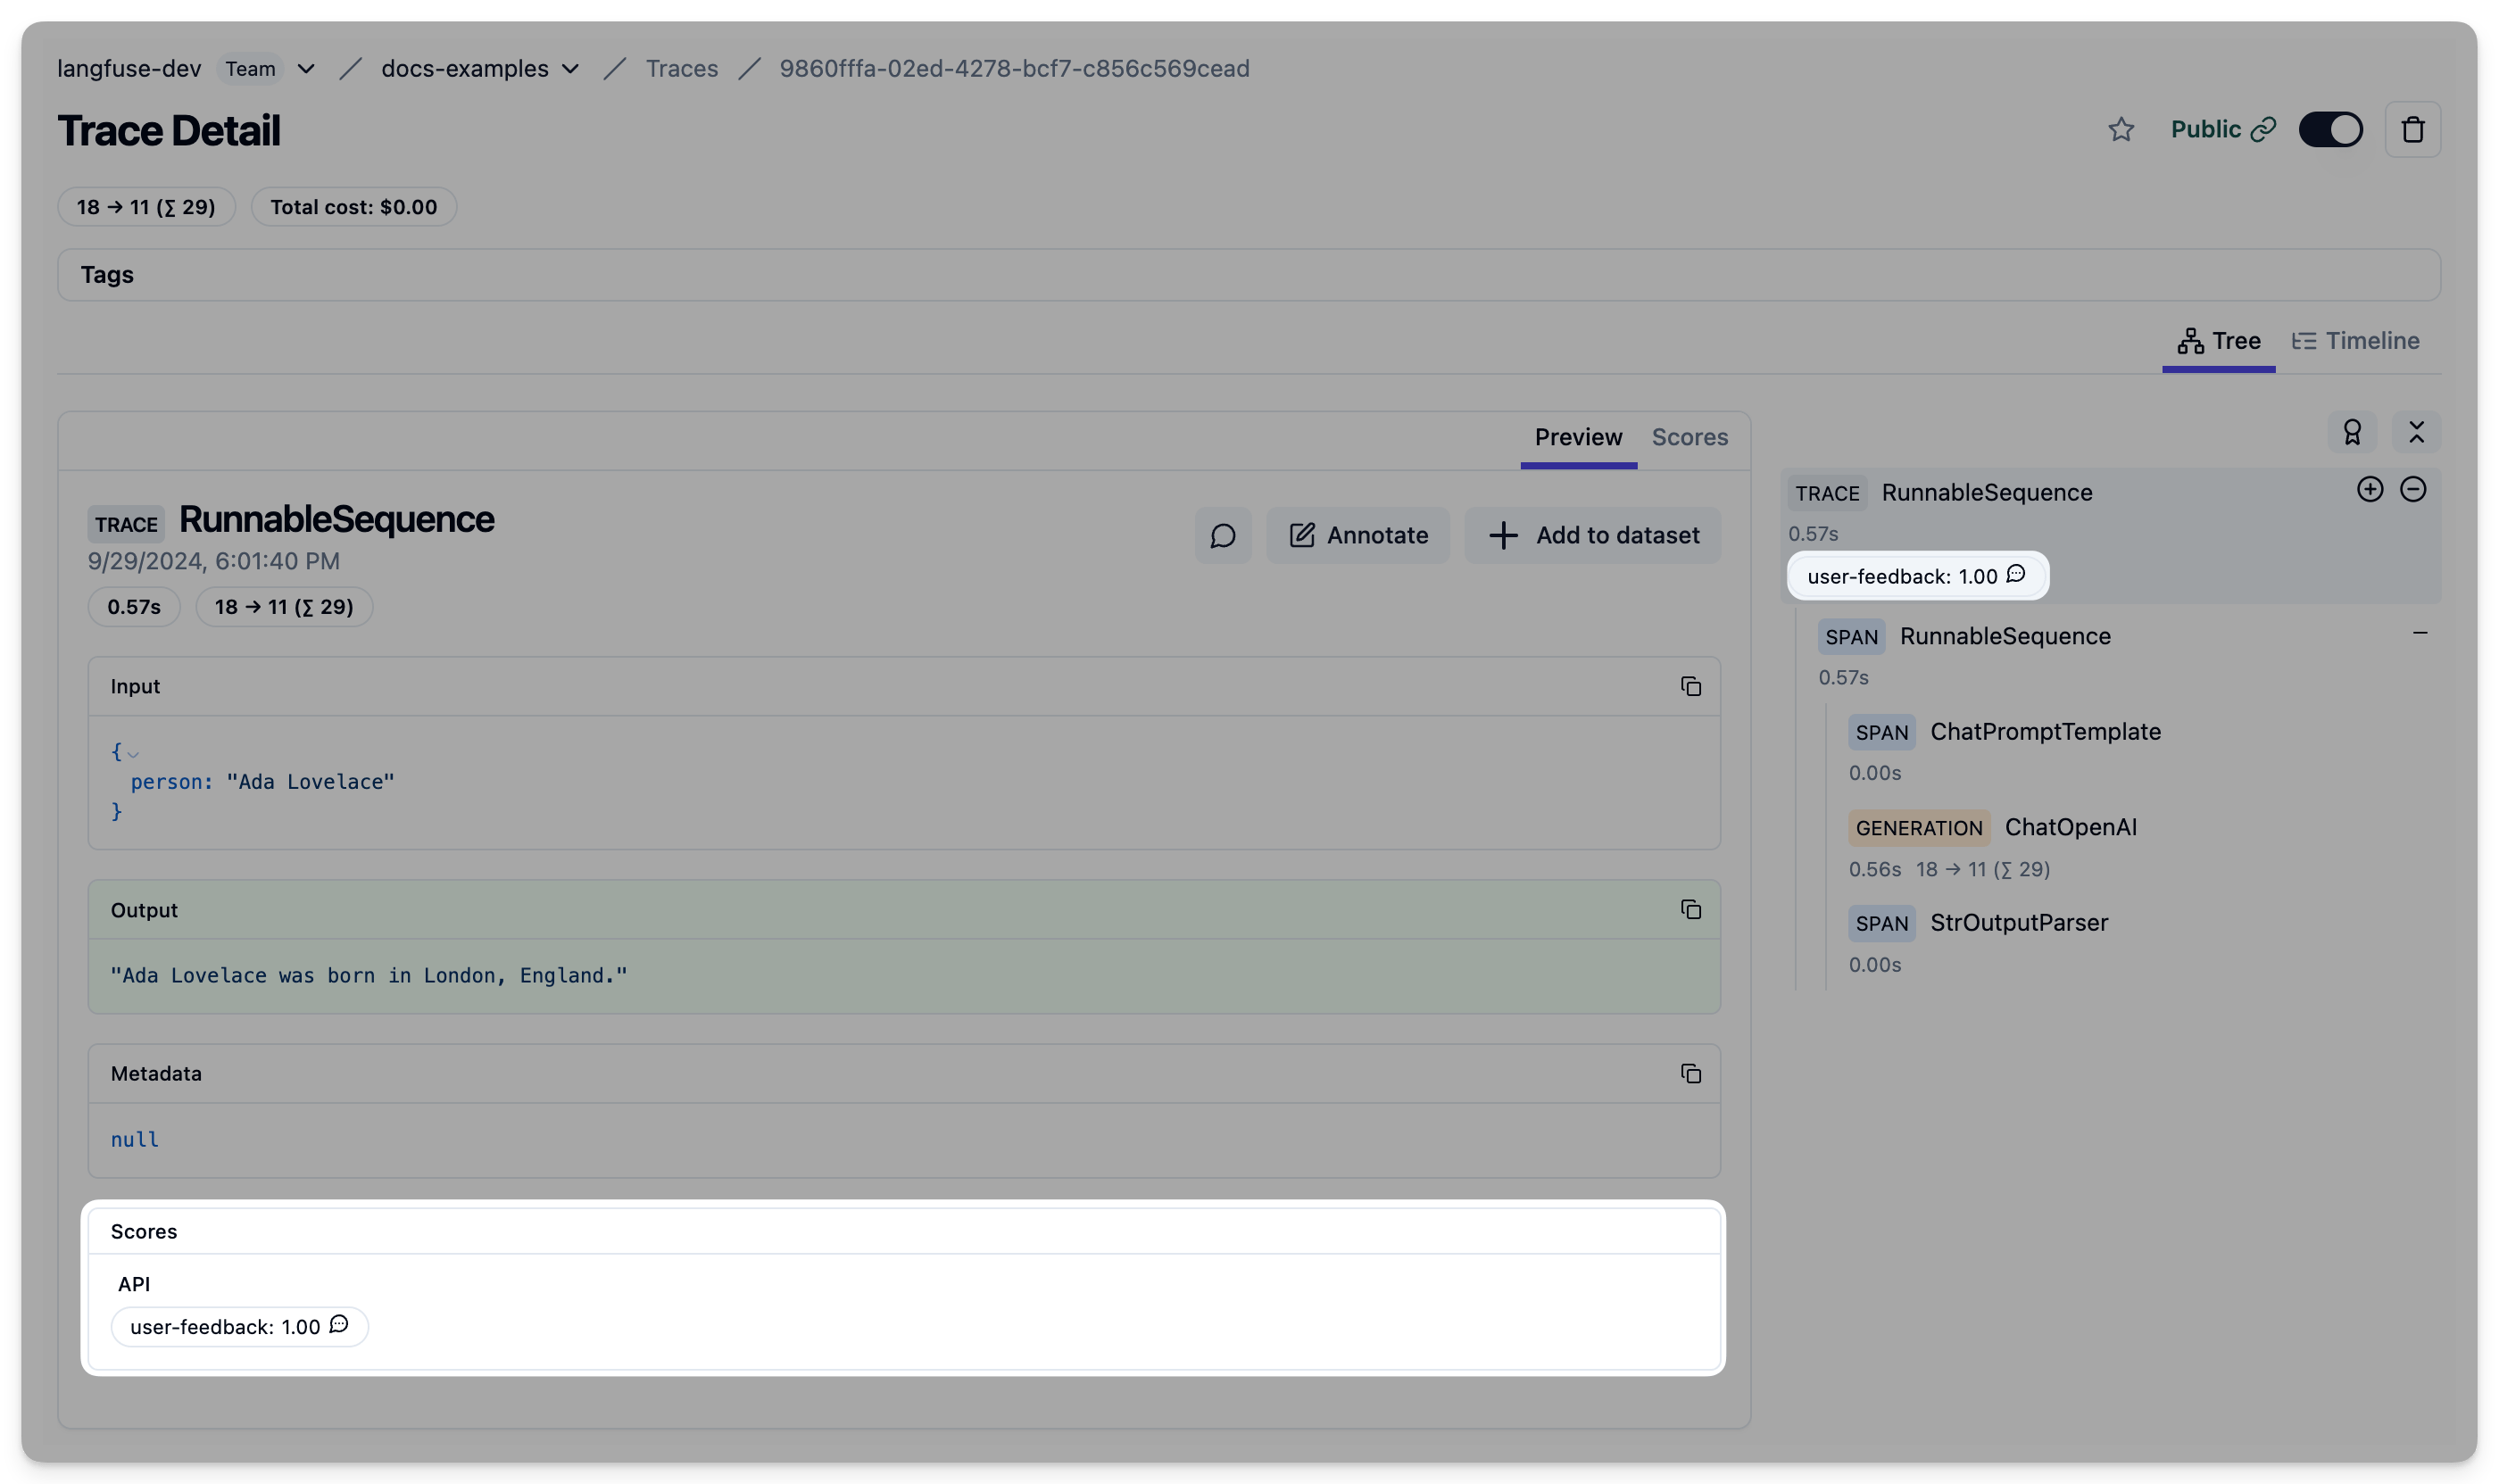 langfuse-dev Team / docs-examples / Traces / 9860fffa-02ed-4278-bcf7-c856c569cead
Trace Detail
Public
18 → 11 (∑ 29) Total cost: $0.00
Tags
Tree Timeline
Preview Scores
TRACE RunnableSequence
9/29/2024, 6:01:40 PM
0.57s 18 → 11 (∑ 29)
Annotate
Add to dataset
Input
{
person: "Ada Lovelace"
}
Output
"Ada Lovelace was born in London, England."
Metadata
null
Scores
API
user-feedback: 1.00
TRACE RunnableSequence
0.57s
user-feedback: 1.00
SPAN RunnableSequence
0.57s
SPAN ChatPromptTemplate
0.00s
GENERATION ChatOpenAI
0.56s 18 → 11 (∑ 29)
SPAN StrOutputParser
0.00s